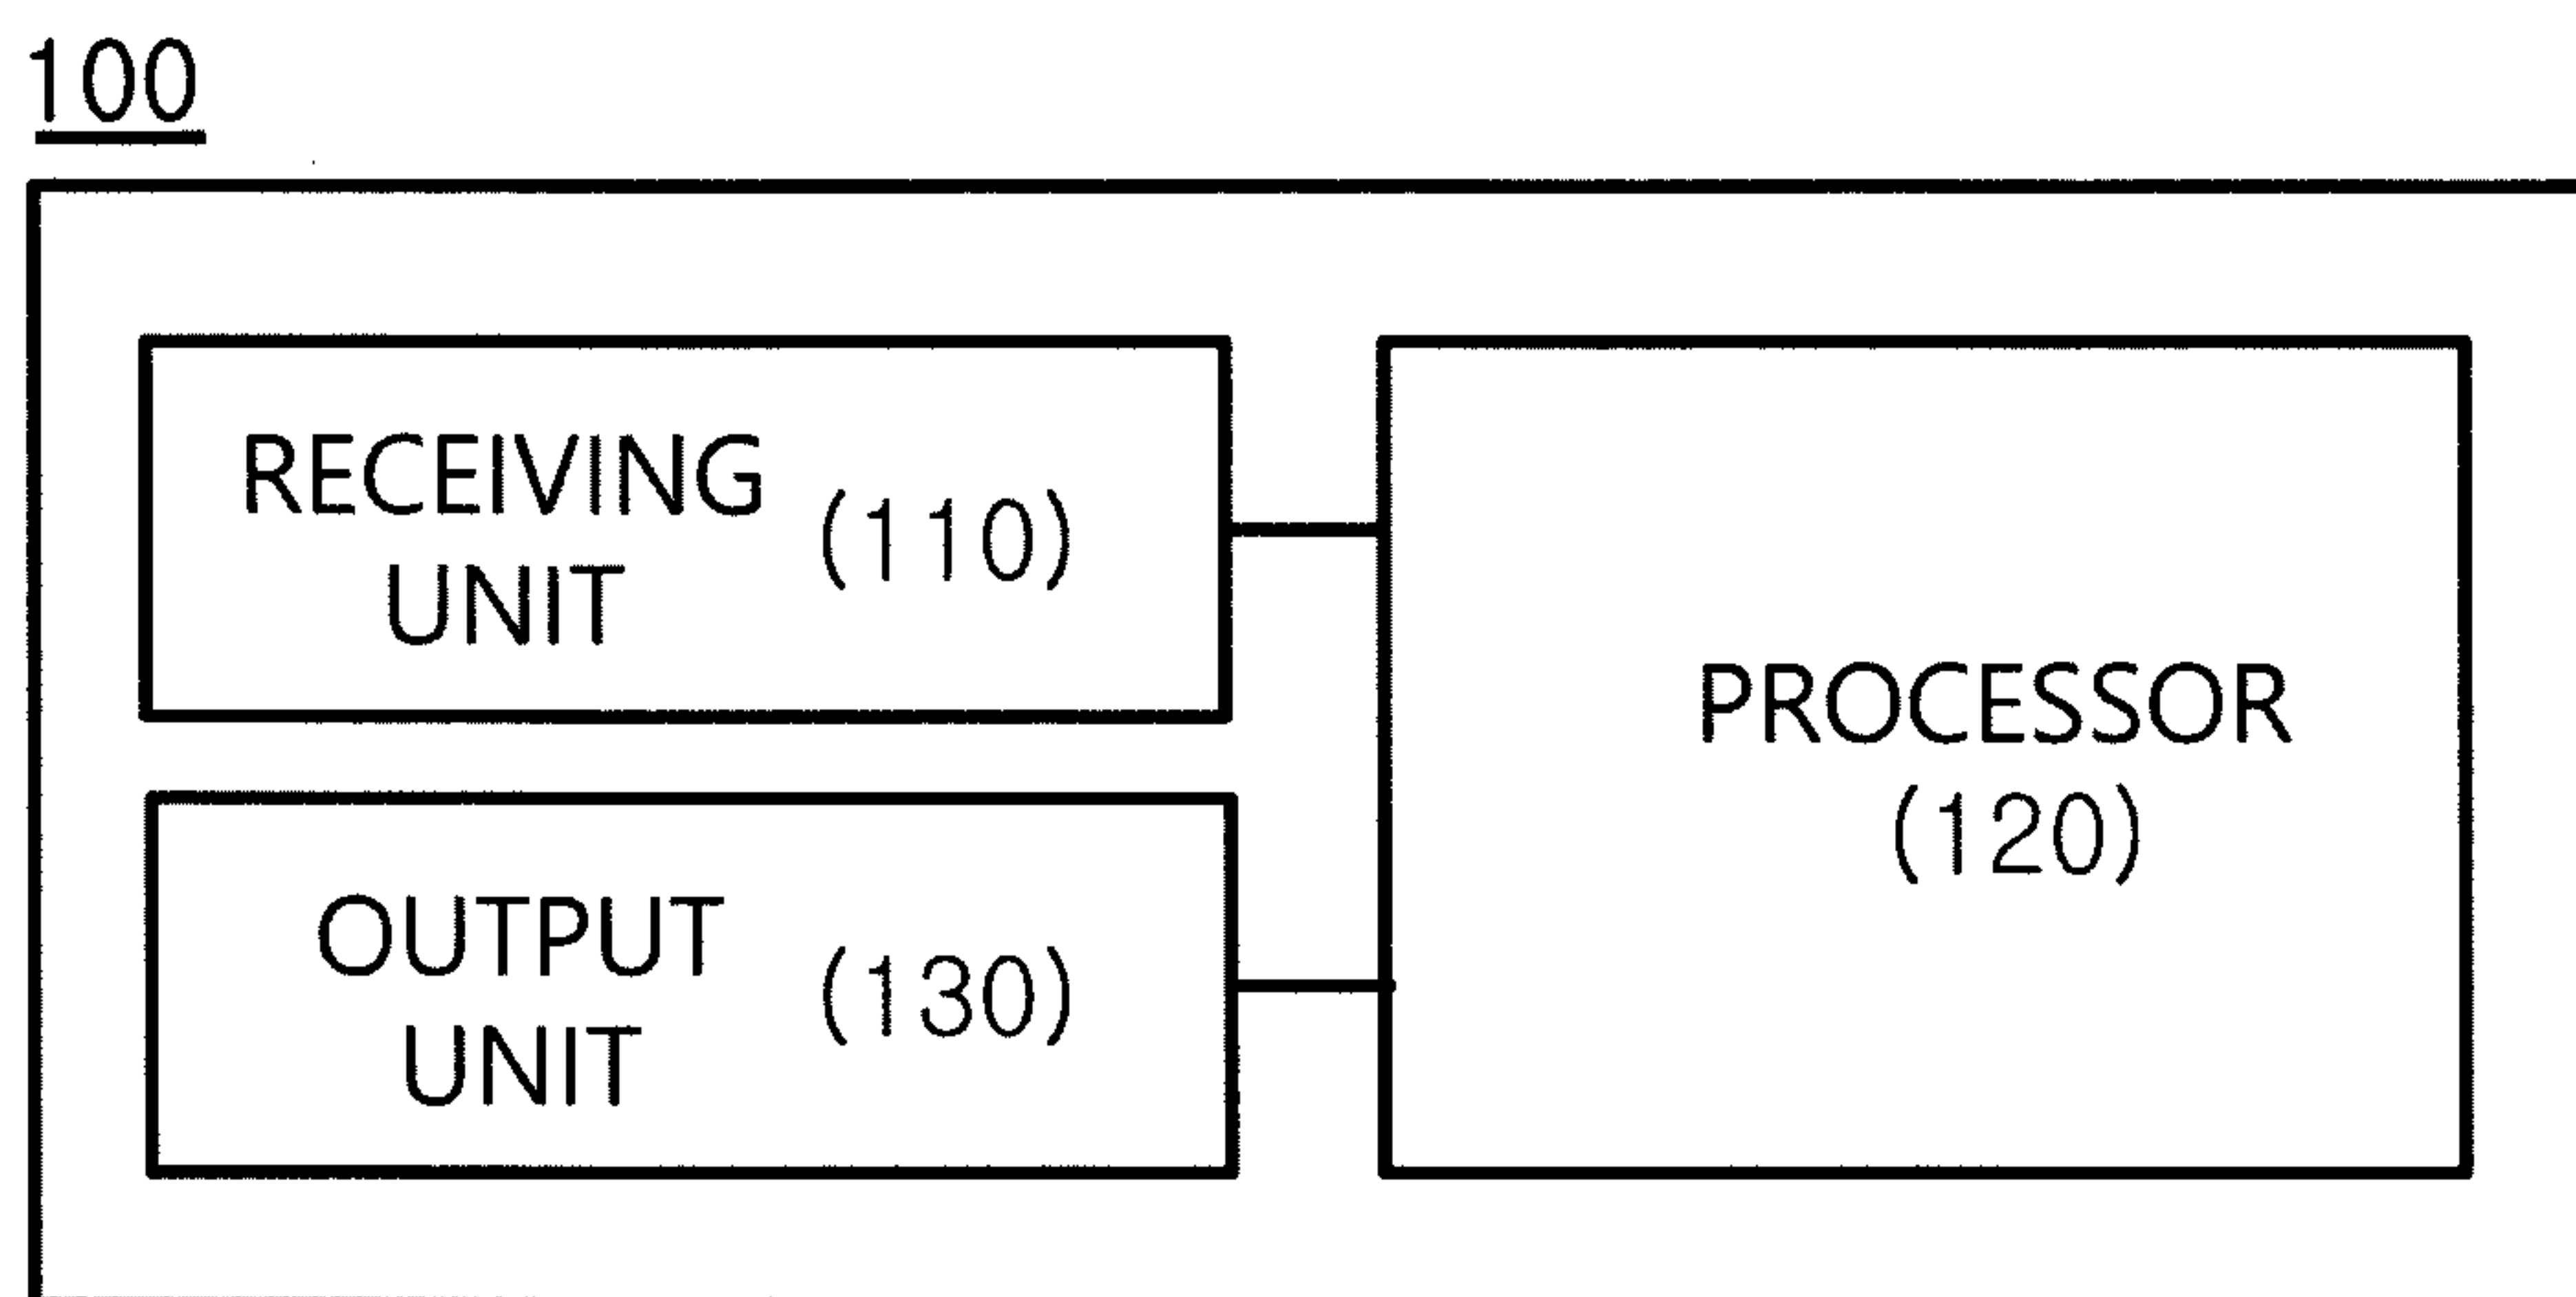 100
RECEIVING
UNIT
(110)
OUTPUT
UNIT
(130)
PROCESSOR
(120)